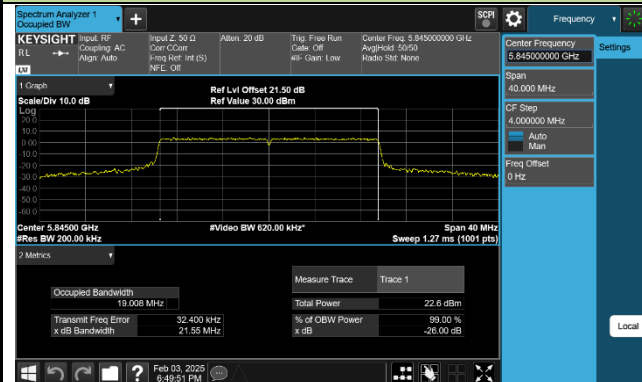 Spectrum Analyzer 1
Occupied BW
SCPI
Frequency
KEYSIGHT
RL
LXI
Input: RF
Coupling: AC
Align: Auto
Input Z: 50 Ω
Corr CCorr
Freq Ref: Int (S)
NFE: Off
Atten: 20 dB
Trig: Free Run
Gate: Off
#IF Gain: Low
Center Freq: 5.845000000 GHz
Avg|Hold: 50/50
Radio Std: None
Center Frequency
5.845000000 GHz
Settings
Span
40.000 MHz
CF Step
4.000000 MHz
Auto
Man
Freq Offset
0 Hz
1 Graph
Scale/Div 10.0 dB
Ref Lvl Offset 21.50 dB
Ref Value 30.00 dBm
Log
20.0
10.0
0.00
-10.0
-20.0
-30.0
-40.0
-50.0
-60.0
Center 5.84500 GHz
#Video BW 620.00 kHz*
Span 40 MHz
#Res BW 200.00 kHz
Sweep 1.27 ms (1001 pts)
2 Metrics
Measure Trace
Trace 1
Occupied Bandwidth
19.008 MHz
Total Power
22.6 dBm
Transmit Freq Error
32.400 kHz
% of OBW Power
99.00 %
x dB Bandwidth
21.55 MHz
x dB
-26.00 dB
Local
?
Feb 03, 2025
6:49:51 PM